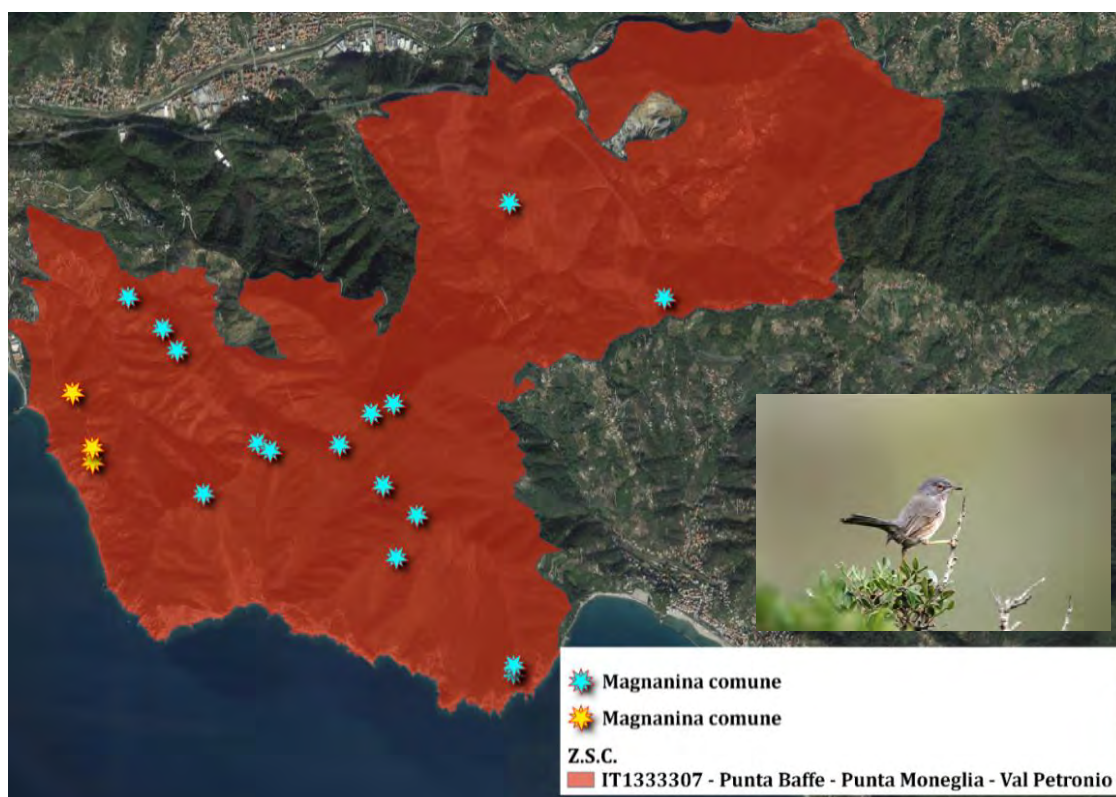 Magnanina comune
Magnanina comune
Z.S.C.
IT1333307 - Punta Baffe - Punta Moneglia - Val Petronio